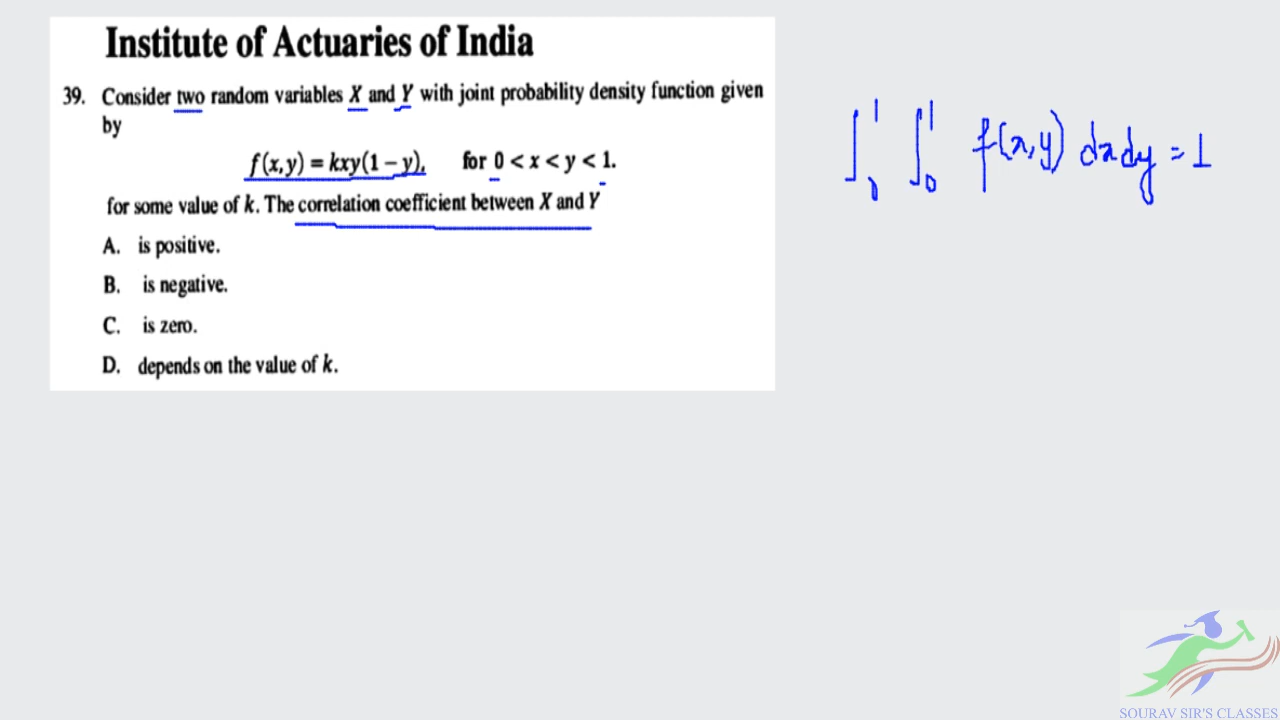 Institute of Actuaries of India
39. Consider two random variables X and Y with joint probability density function given
by
f(x,y) = kxy(1 − y), for 0 < x < y < 1.
for some value of k. The correlation coefficient between X and Y
A. is positive.
B. is negative.
C. is zero.
D. depends on the value of k.
∫₀¹ ∫₀¹ f(x,y) dxdy = 1
SOURAV SIR'S CLASSES